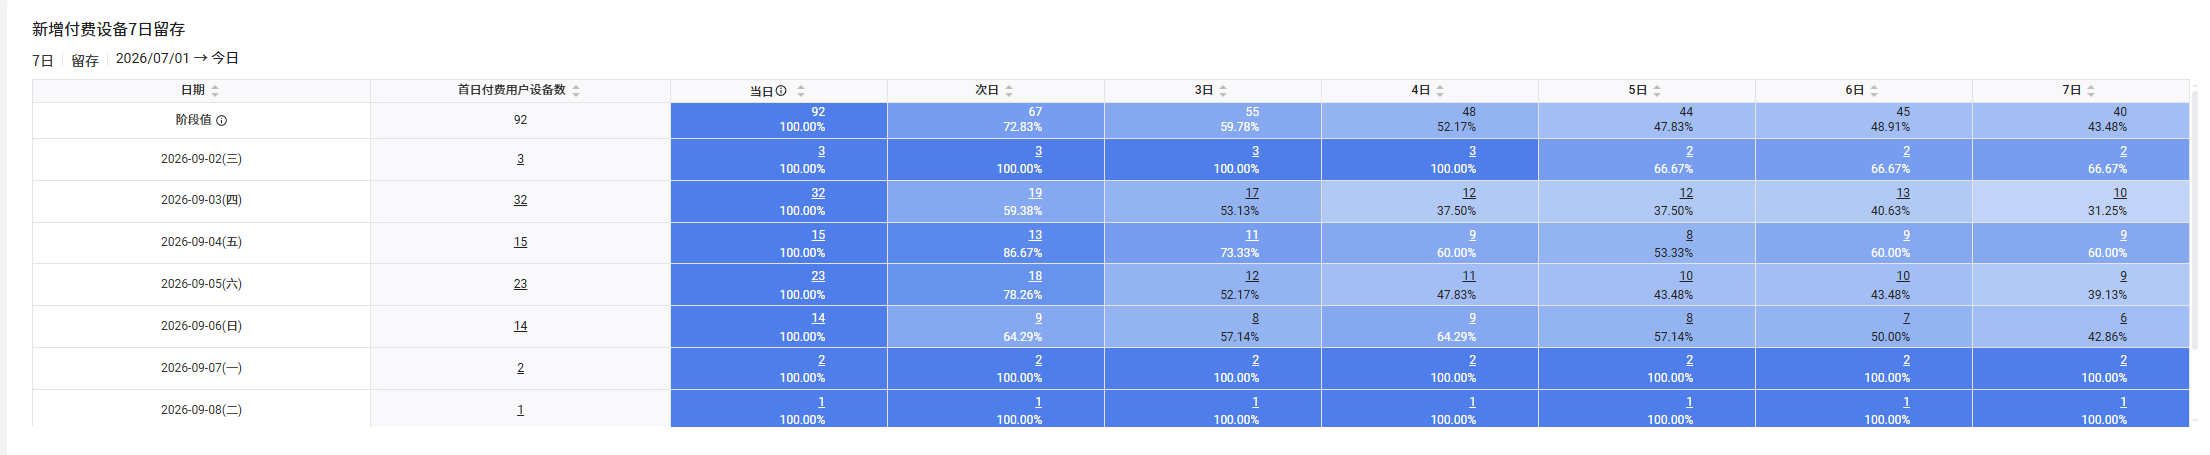 新增付费设备7日留存
7日 留存 2026/07/01 → 今日
日期 首日付费用户设备数 当日 次日 3日 4日 5日 6日 7日
阶段值 92 92 67 55 48 44 45 40
100.00% 72.83% 59.78% 52.17% 47.83% 48.91% 43.48%
2026-09-02(三) 3 3 3 3 3 2 2 2
100.00% 100.00% 100.00% 100.00% 66.67% 66.67% 66.67%
2026-09-03(四) 32 32 19 17 12 12 13 10
100.00% 59.38% 53.13% 37.50% 37.50% 40.63% 31.25%
2026-09-04(五) 15 15 13 11 9 8 9 9
100.00% 86.67% 73.33% 60.00% 53.33% 60.00% 60.00%
2026-09-05(六) 23 23 18 12 11 10 10 9
100.00% 78.26% 52.17% 47.83% 43.48% 43.48% 39.13%
2026-09-06(日) 14 14 9 8 9 8 7 6
100.00% 64.29% 57.14% 64.29% 57.14% 50.00% 42.86%
2026-09-07(一) 2 2 2 2 2 2 2 2
100.00% 100.00% 100.00% 100.00% 100.00% 100.00% 100.00%
2026-09-08(二) 1 1 1 1 1 1 1 1
100.00% 100.00% 100.00% 100.00% 100.00% 100.00% 100.00%